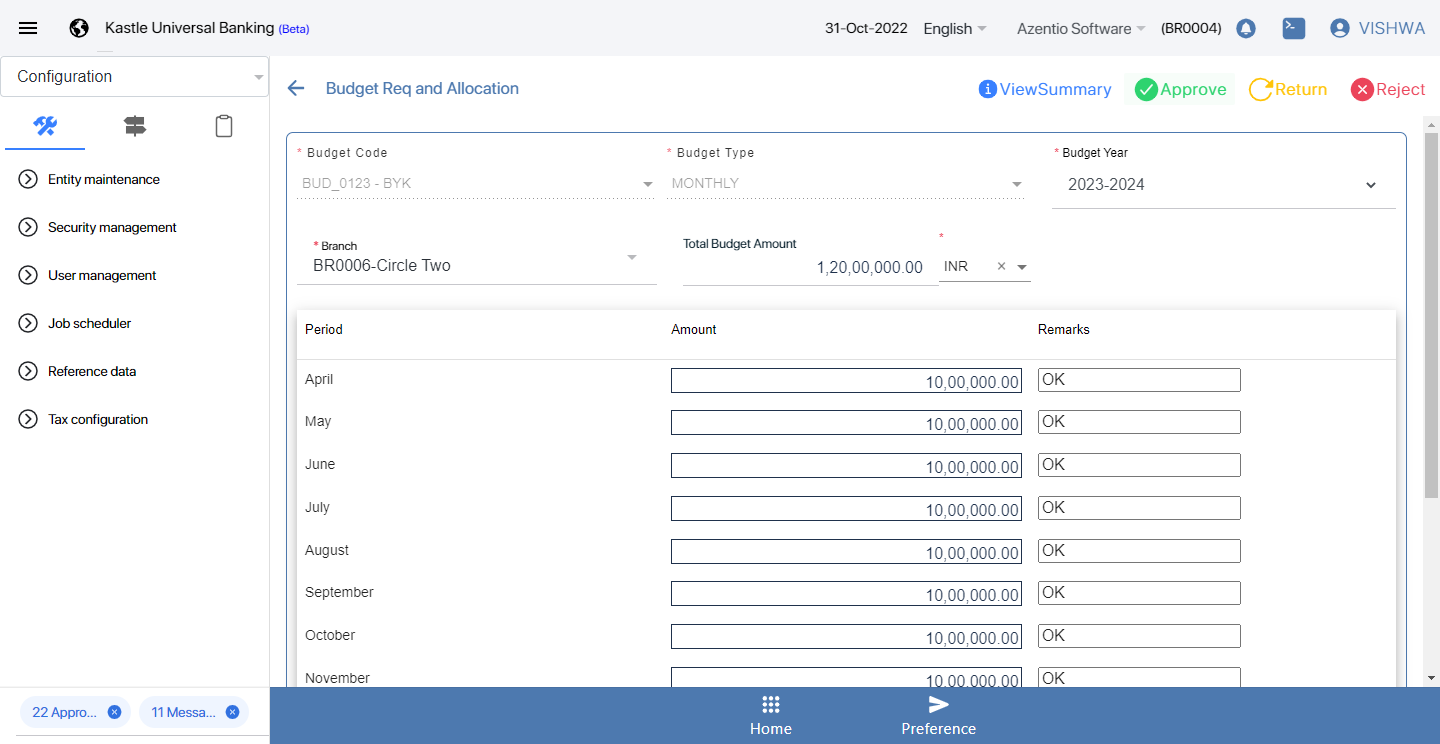 Kastle Universal Banking (Beta)
31-Oct-2022 English Azentio Software (BR0004) VISHWA
Configuration
Entity maintenance
Security management
User management
Job scheduler
Reference data
Tax configuration
22 Appro... 11 Messa...
Budget Req and Allocation
ViewSummary Approve Return Reject
* Budget Code * Budget Type * Budget Year
BUD_0123 - BYK MONTHLY 2023-2024
* Branch Total Budget Amount *
BR0006-Circle Two 1,20,00,000.00 INR
Period Amount Remarks
April 10,00,000.00 OK
May 10,00,000.00 OK
June 10,00,000.00 OK
July 10,00,000.00 OK
August 10,00,000.00 OK
September 10,00,000.00 OK
October 10,00,000.00 OK
November 10,00,000.00 OK
Home Preference